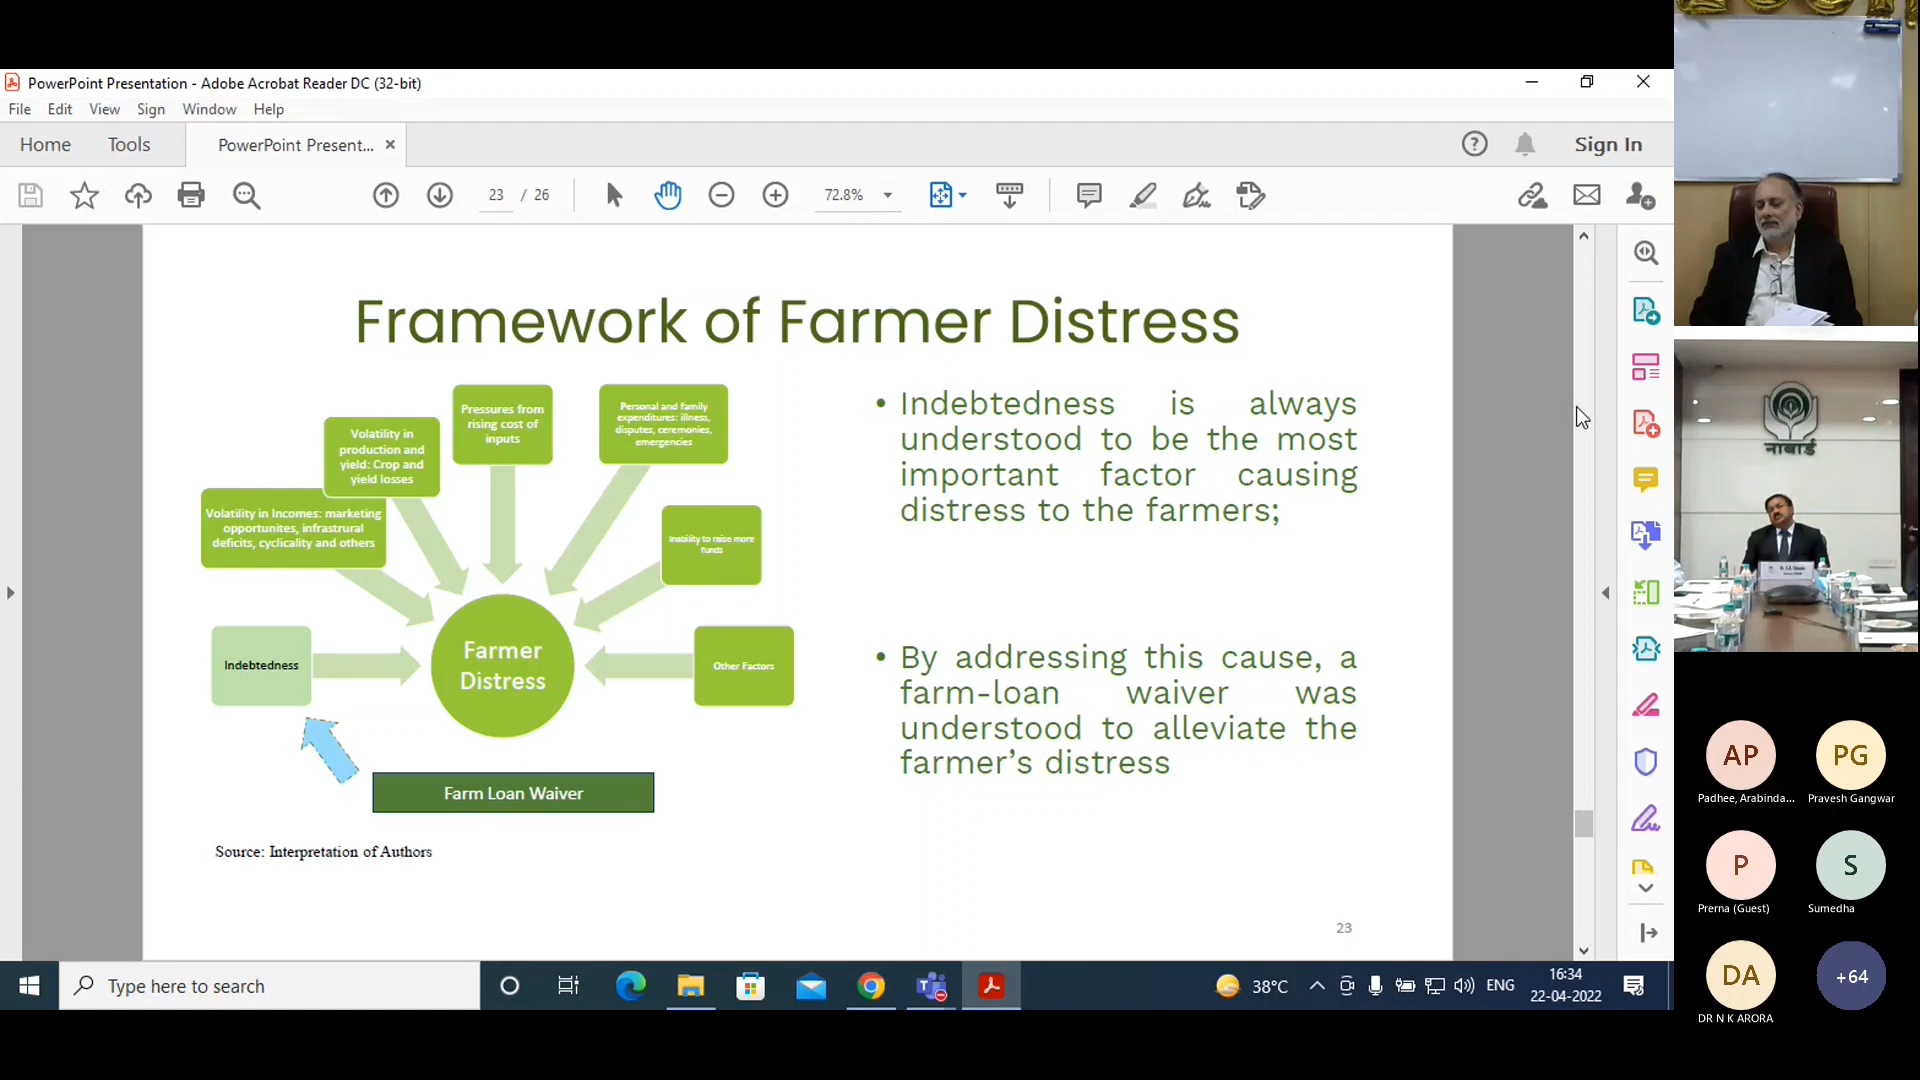 PowerPoint Presentation - Adobe Acrobat Reader DC (32-bit)
File Edit View Sign Window Help
Home Tools PowerPoint Present... Sign In
23 / 26 72.8%
Framework of Farmer Distress
Pressures from
rising cost of
inputs
Personal and family
expenditures: illness,
disputes, ceremonies,
emergencies
Volatility in
production and
yield: Crop and
yield losses
Volatility in Incomes: marketing
opportunites, infrastrural
deficits, cyclicality and others
Inability to raise more
funds
Indebtedness
Farmer
Distress
Other Factors
Farm Loan Waiver
Source: Interpretation of Authors
• Indebtedness is always
understood to be the most
important factor causing
distress to the farmers;
• By addressing this cause, a
farm-loan waiver was
understood to alleviate the
farmer's distress
23
नाबार्ड
AP PG
Padhee, Arabinda... Pravesh Gangwar
P S
Prerna (Guest) Sumedha
DA +64
DR N K ARORA
Type here to search
38°C ENG
16:34
22-04-2022